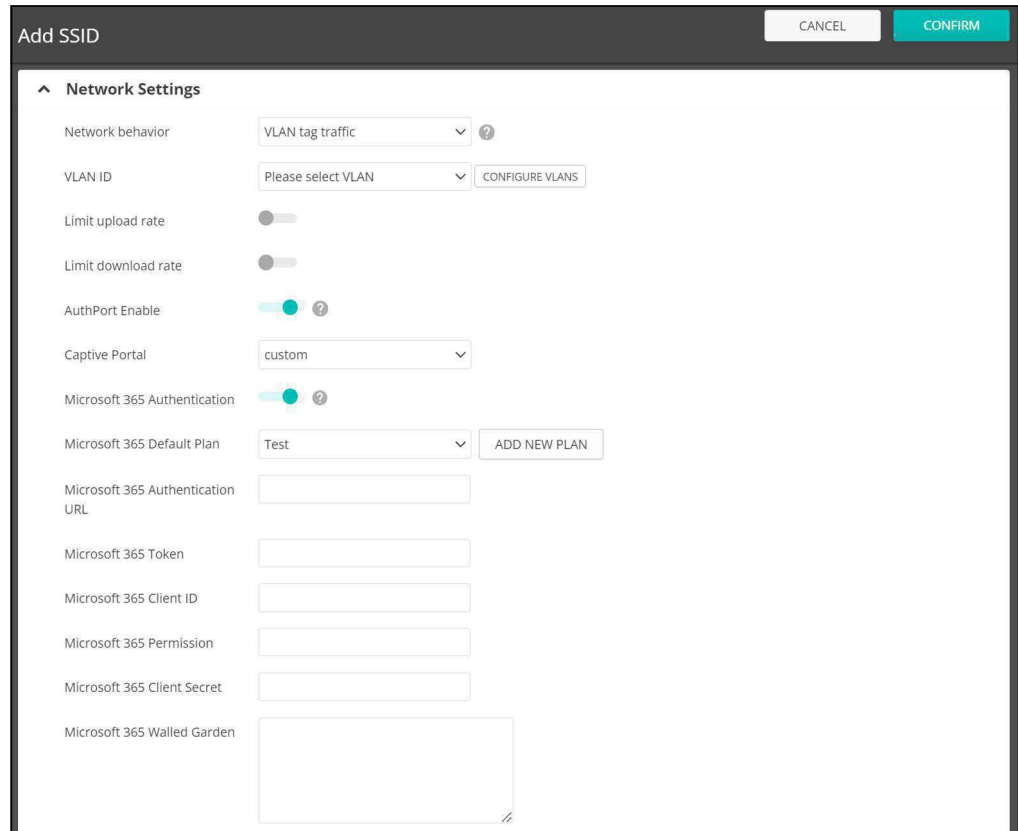 Add SSID
CANCEL
CONFIRM
Network Settings
Network behavior
VLAN tag traffic
?
VLAN ID
Please select VLAN
CONFIGURE VLANS
Limit upload rate
Limit download rate
AuthPort Enable
?
Captive Portal
custom
Microsoft 365 Authentication
?
Microsoft 365 Default Plan
Test
ADD NEW PLAN
Microsoft 365 Authentication
URL
Microsoft 365 Token
Microsoft 365 Client ID
Microsoft 365 Permission
Microsoft 365 Client Secret
Microsoft 365 Walled Garden